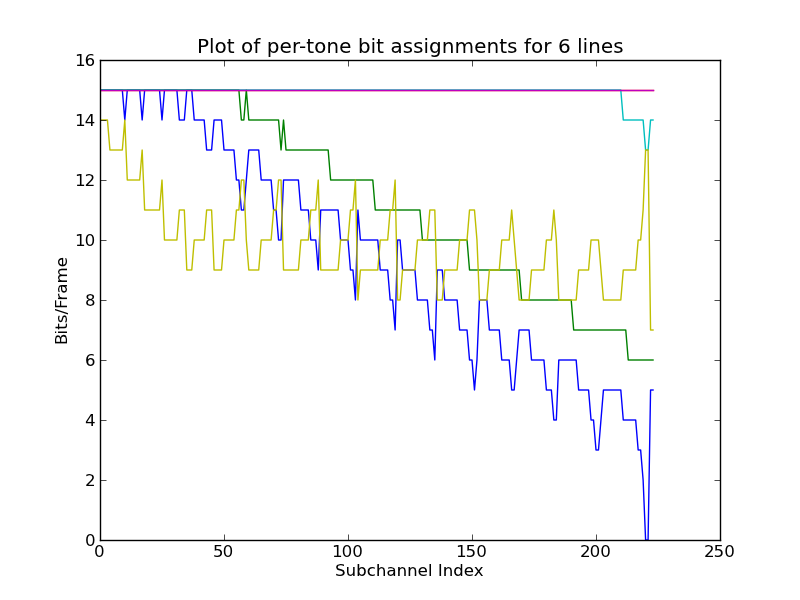 Plot of per-tone bit assignments for 6 lines
16
14
12
10
8
6
4
2
0
Bits/Frame
0 50 100 150 200 250
Subchannel Index